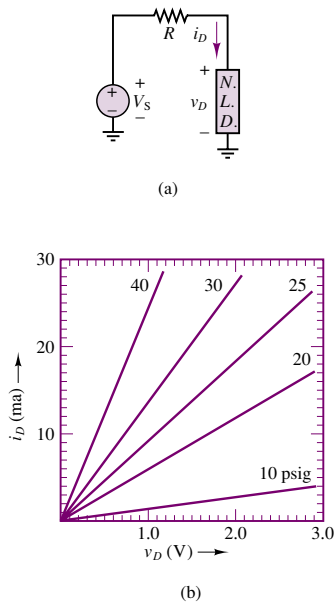 R
i_D
+
+
+
−
V_S
−
v_D
+
−
N.
L.
D.
(a)
30
20
10
i_D (ma)
40
30
25
20
10 psig
1.0
2.0
3.0
v_D (V)
(b)